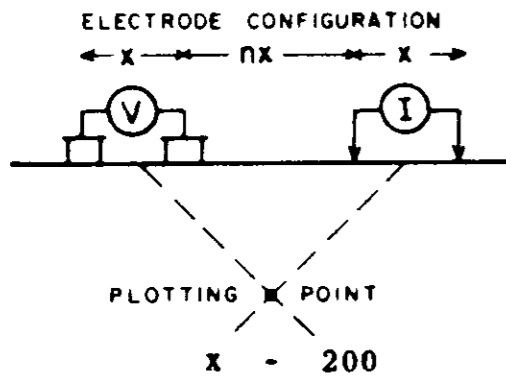 ELECTRODE CONFIGURATION
x nx x
V I
PLOTTING POINT
x - 200